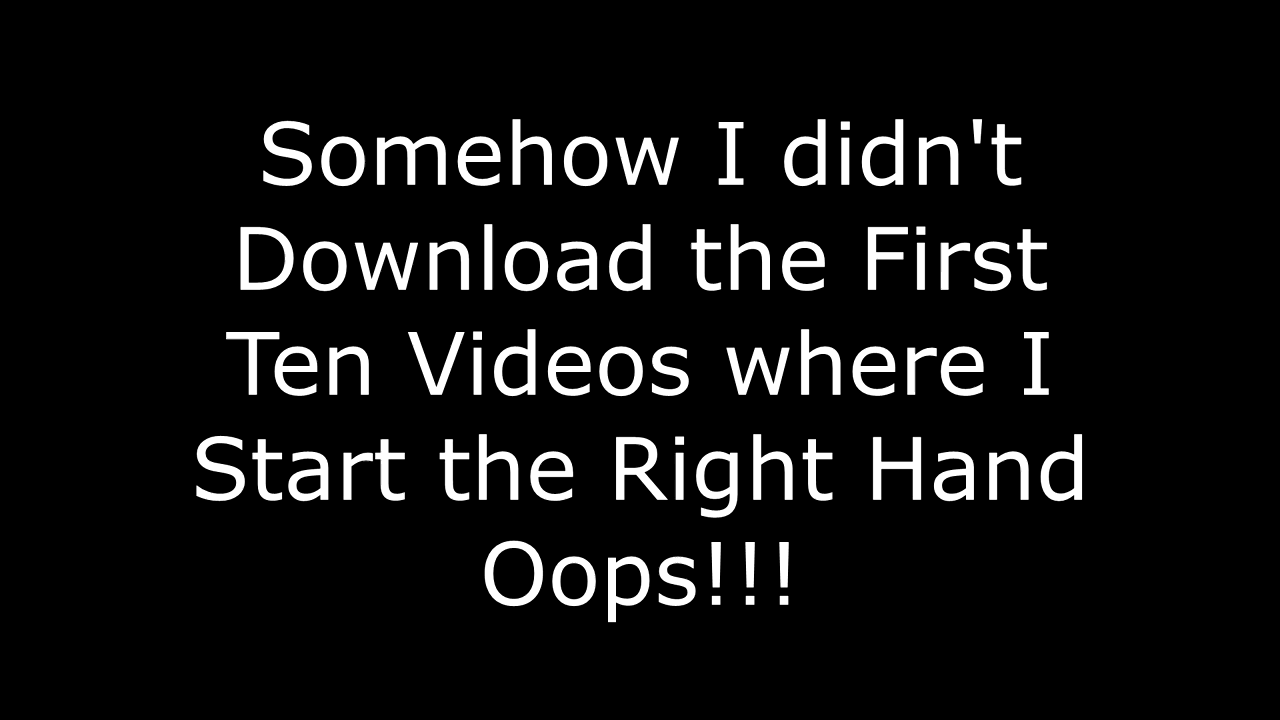 Somehow I didn't
Download the First
Ten Videos where I
Start the Right Hand
Oops!!!